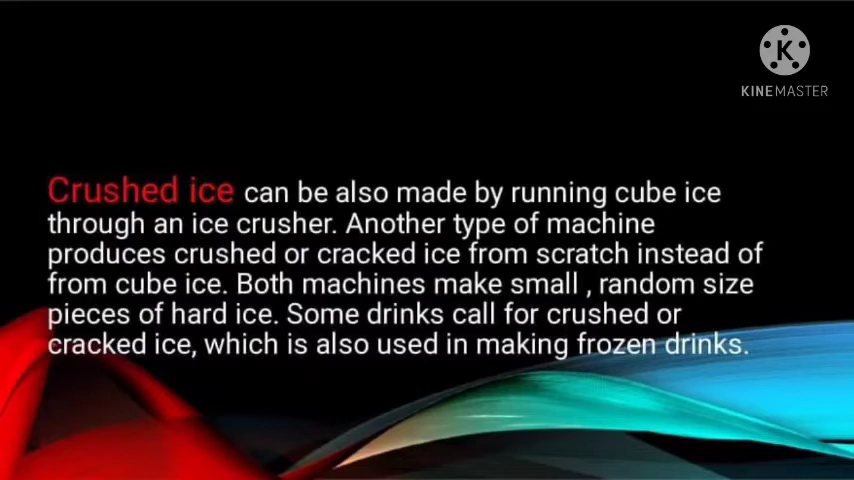 K
KINEMASTER
Crushed ice can be also made by running cube ice
through an ice crusher. Another type of machine
produces crushed or cracked ice from scratch instead of
from cube ice. Both machines make small , random size
pieces of hard ice. Some drinks call for crushed or
cracked ice, which is also used in making frozen drinks.